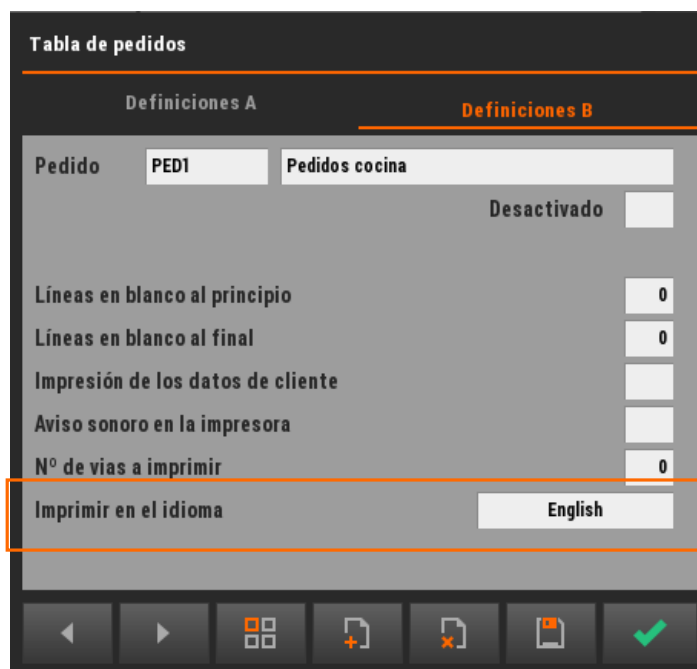 Tabla de pedidos
Definiciones A Definiciones B
Pedido PED1 Pedidos cocina
Desactivado
Líneas en blanco al principio 0
Líneas en blanco al final 0
Impresión de los datos de cliente
Aviso sonoro en la impresora
Nº de vias a imprimir 0
Imprimir en el idioma English